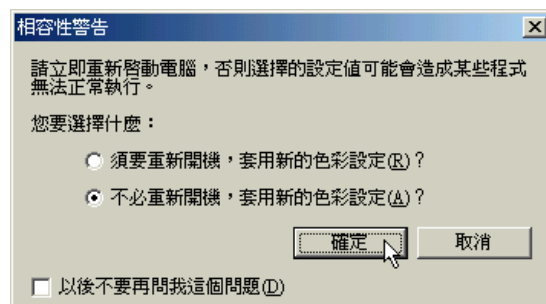 相容性警告
請立即重新啓動電腦，否則選擇的設定值可能會造成某些程式
無法正常執行。
您要選擇什麼：
須要重新開機，套用新的色彩設定(R)？
不必重新開機，套用新的色彩設定(A)？
確定 取消
以後不要再問我這個問題(D)